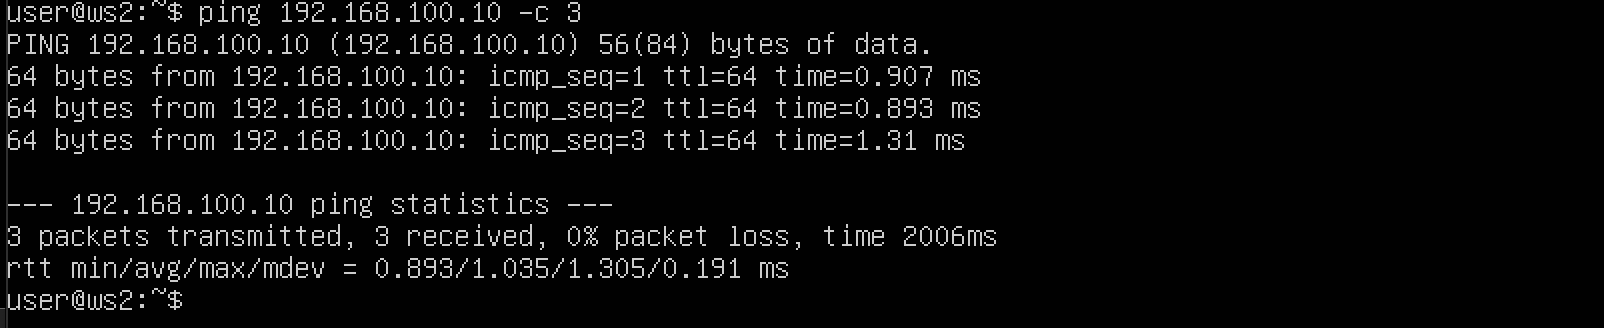 user@ws2:~$ ping 192.168.100.10 -c 3
PING 192.168.100.10 (192.168.100.10) 56(84) bytes of data.
64 bytes from 192.168.100.10: icmp_seq=1 ttl=64 time=0.907 ms
64 bytes from 192.168.100.10: icmp_seq=2 ttl=64 time=0.893 ms
64 bytes from 192.168.100.10: icmp_seq=3 ttl=64 time=1.31 ms
--- 192.168.100.10 ping statistics ---
3 packets transmitted, 3 received, 0% packet loss, time 2006ms
rtt min/avg/max/mdev = 0.893/1.035/1.305/0.191 ms
user@ws2:~$